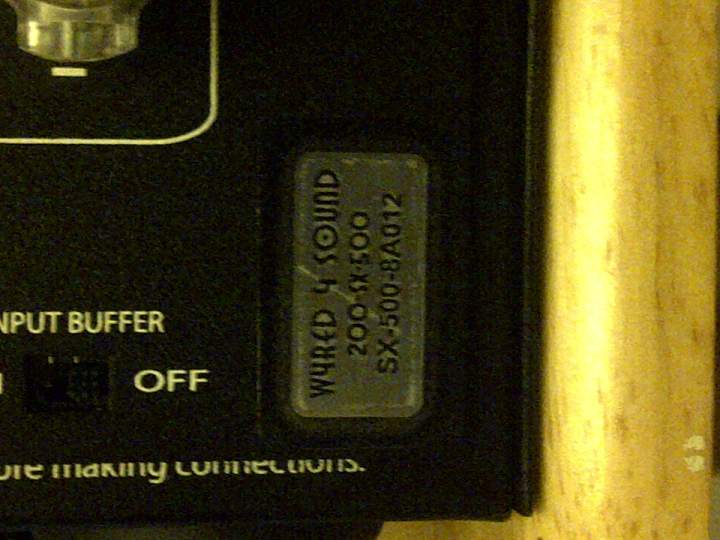 WYRED 4 SOUND
200-SX-500
SX-500-8A012
INPUT BUFFER
OFF
making connections.